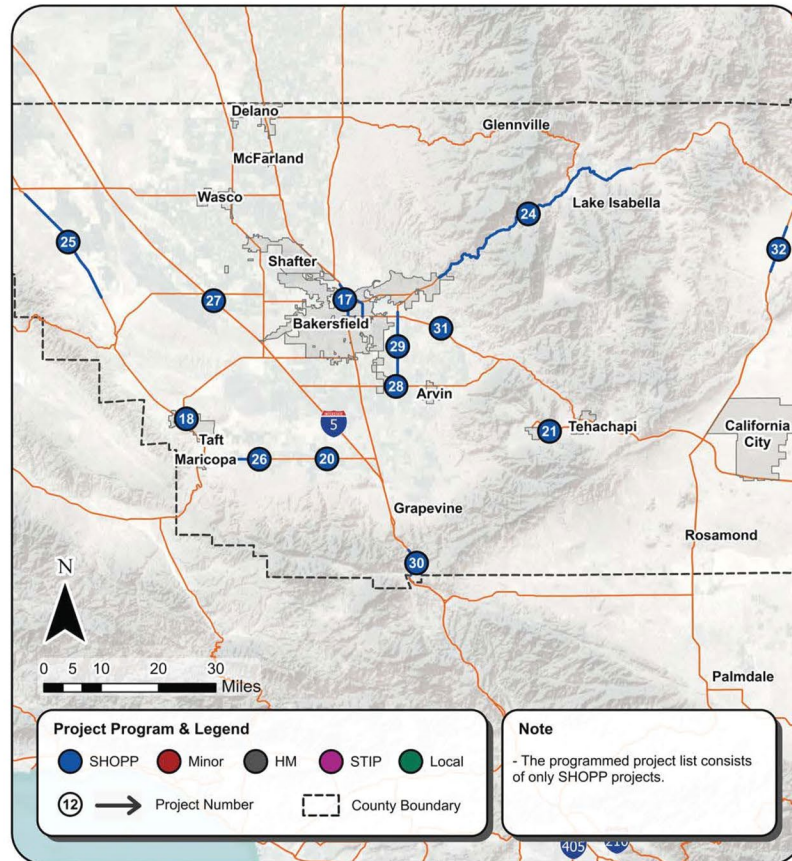 Delano
Glennville
McFarland
Wasco
Lake Isabella
24
25
32
Shafter
27
17
Bakersfield
31
29
28
Arvin
18
Taft
5
21
Tehachapi
California
City
Maricopa
26
20
Grapevine
Rosamond
30
N
0 5 10 20 30
Miles
Palmdale
Project Program & Legend
SHOPP
Minor
HM
STIP
Local
12
Project Number
County Boundary
Note
- The programmed project list consists
of only SHOPP projects.
405
210